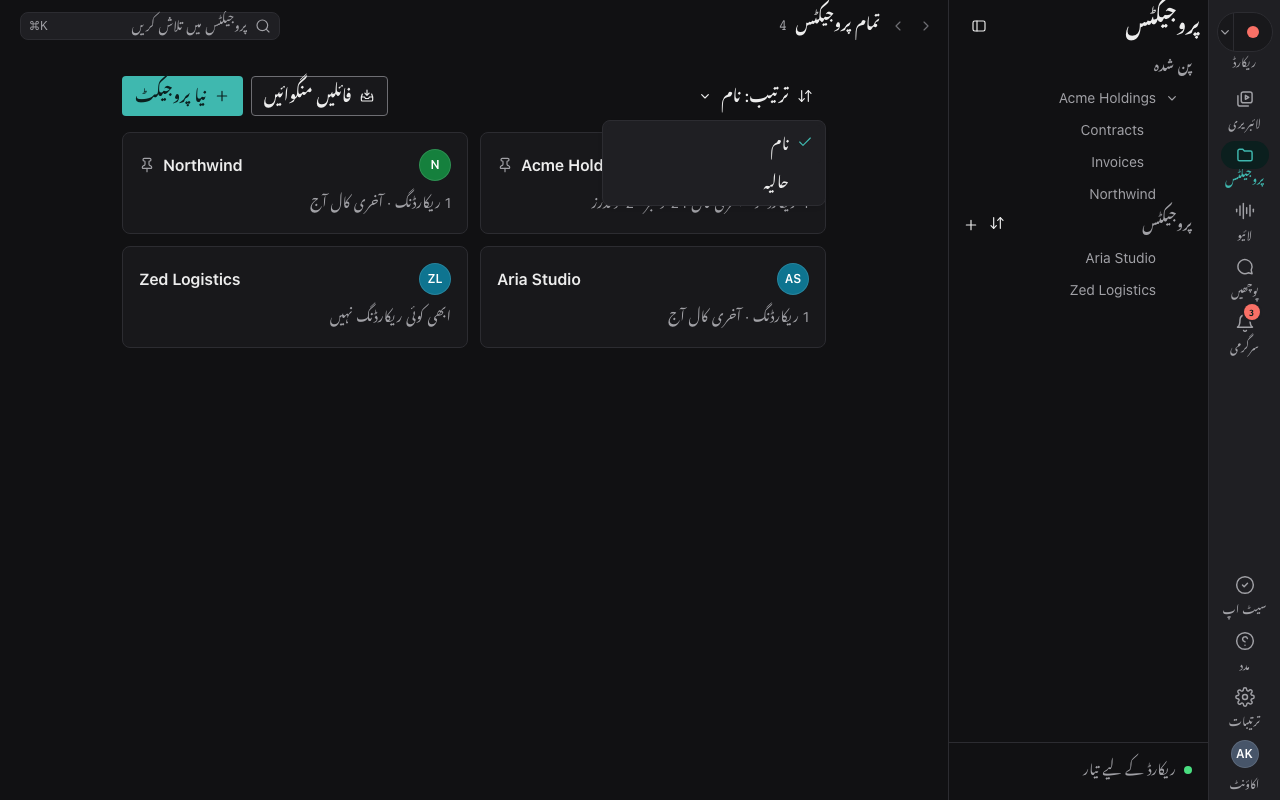 ریکارڈ
لائبریری
پروجیکٹس
لائیو
پوچھیں
3
سرگرمی
سیٹ اپ
مدد
ترتیبات
AK
اکاؤنٹ
پروجیکٹس
پن شدہ
Acme Holdings
Contracts
Invoices
Northwind
پروجیکٹس
Aria Studio
Zed Logistics
ریکارڈ کے لیے تیار
تمام پروجیکٹس 4
پروجیکٹس میں تلاش کریں ⌘K
ترتیب: نام
فائلیں منگوائیں
نیا پروجیکٹ
نام
حالیہ
Acme Hold
N Northwind
1 ریکارڈنگ · آخری کال آج
AS Aria Studio
1 ریکارڈنگ · آخری کال آج
ZL Zed Logistics
ابھی کوئی ریکارڈنگ نہیں